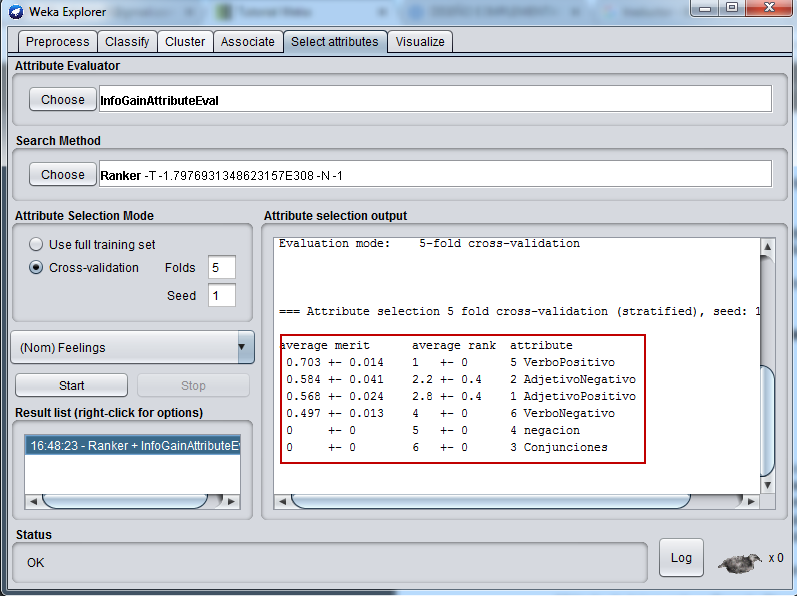 Weka Explorer
Preprocess Classify Cluster Associate Select attributes Visualize
Attribute Evaluator
Choose InfoGainAttributeEval
Search Method
Choose Ranker -T -1.7976931348623157E308 -N -1
Attribute Selection Mode
Use full training set
Cross-validation Folds 5
Seed 1
(Nom) Feelings
Start Stop
Result list (right-click for options)
16:48:23 - Ranker + InfoGainAttributeE
Attribute selection output
Evaluation mode: 5-fold cross-validation
=== Attribute selection 5 fold cross-validation (stratified), seed: 1
average merit average rank attribute
0.703 +- 0.014 1 +- 0 5 VerboPositivo
0.584 +- 0.041 2.2 +- 0.4 2 AdjetivoNegativo
0.568 +- 0.024 2.8 +- 0.4 1 AdjetivoPositivo
0.497 +- 0.013 4 +- 0 6 VerboNegativo
0 +- 0 5 +- 0 4 negacion
0 +- 0 6 +- 0 3 Conjunciones
Status
OK
Log
x 0